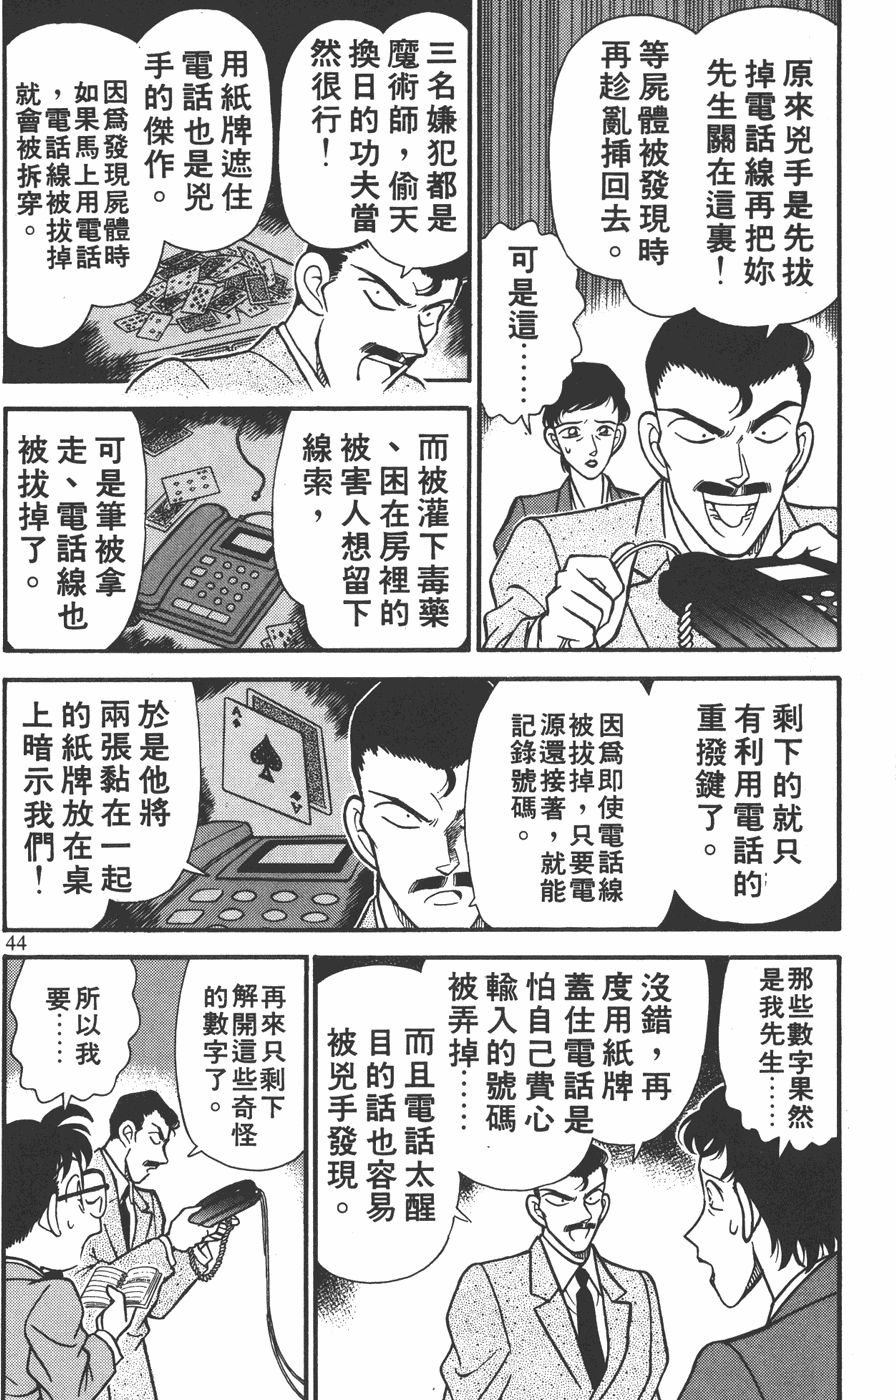 原來兇手是先拔
掉電話線再把妳
先生關在這裏！
等屍體被發現時
再趁亂揷回去。
可是這……
三名嫌犯都是
魔術師，偷天
換日的功夫當
然很行！
用紙牌遮住
電話也是兇
手的傑作。
因爲發現屍體時
如果馬上用電話
，電話線被拔掉
就會被拆穿。
而被灌下毒藥
、困在房裡的
被害人想留下
線索，
可是筆被拿
走、電話線也
被拔掉了。
剩下的就只
有利用電話的
重撥鍵了。
因爲即使電話線
被拔掉，只要電
源還接著，就能
記錄號碼。
A
A
於是他將
兩張黏在一起
的紙牌放在桌
上暗示我們！
44
那些數字果然
是我先生……
沒錯，再
度用紙牌
蓋住電話是
怕自己費心
輸入的號碼
被弄掉……
而且電話太醒
目的話也容易
被兇手發現。
再來只剩下
解開這些奇怪
的數字了。
所以我
要……